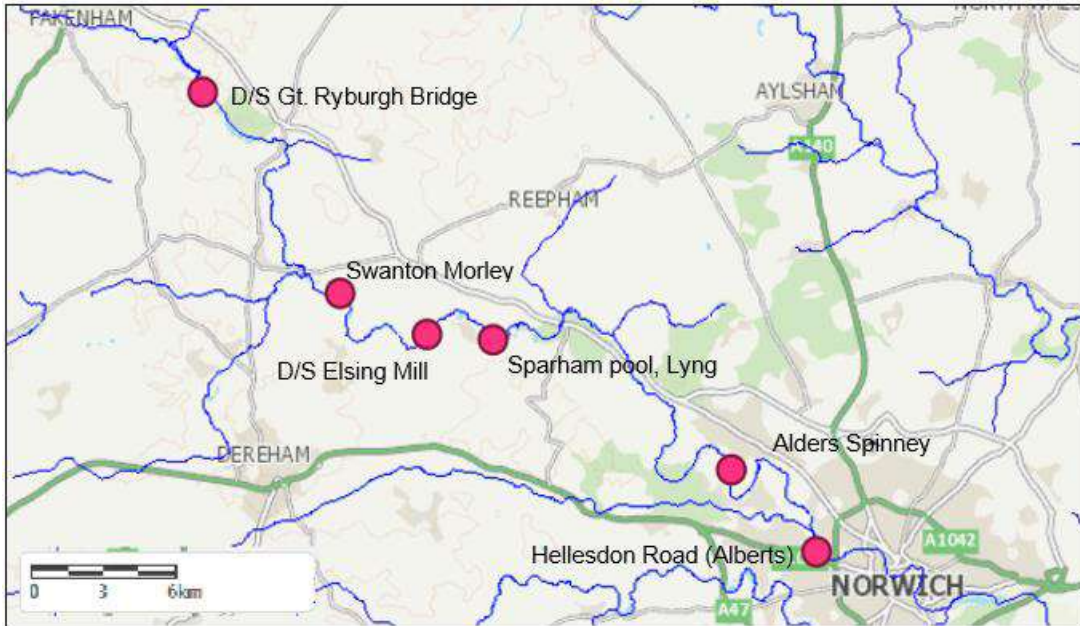 FAKENHAM
D/S Gt. Ryburgh Bridge
AYLSHAM
A140
REEPHAM
Swanton Morley
D/S Elsing Mill
Sparham pool, Lyng
DEREHAM
Alders Spinney
Hellesdon Road (Alberts)
A1042
NORWICH
A47
0 3 6km